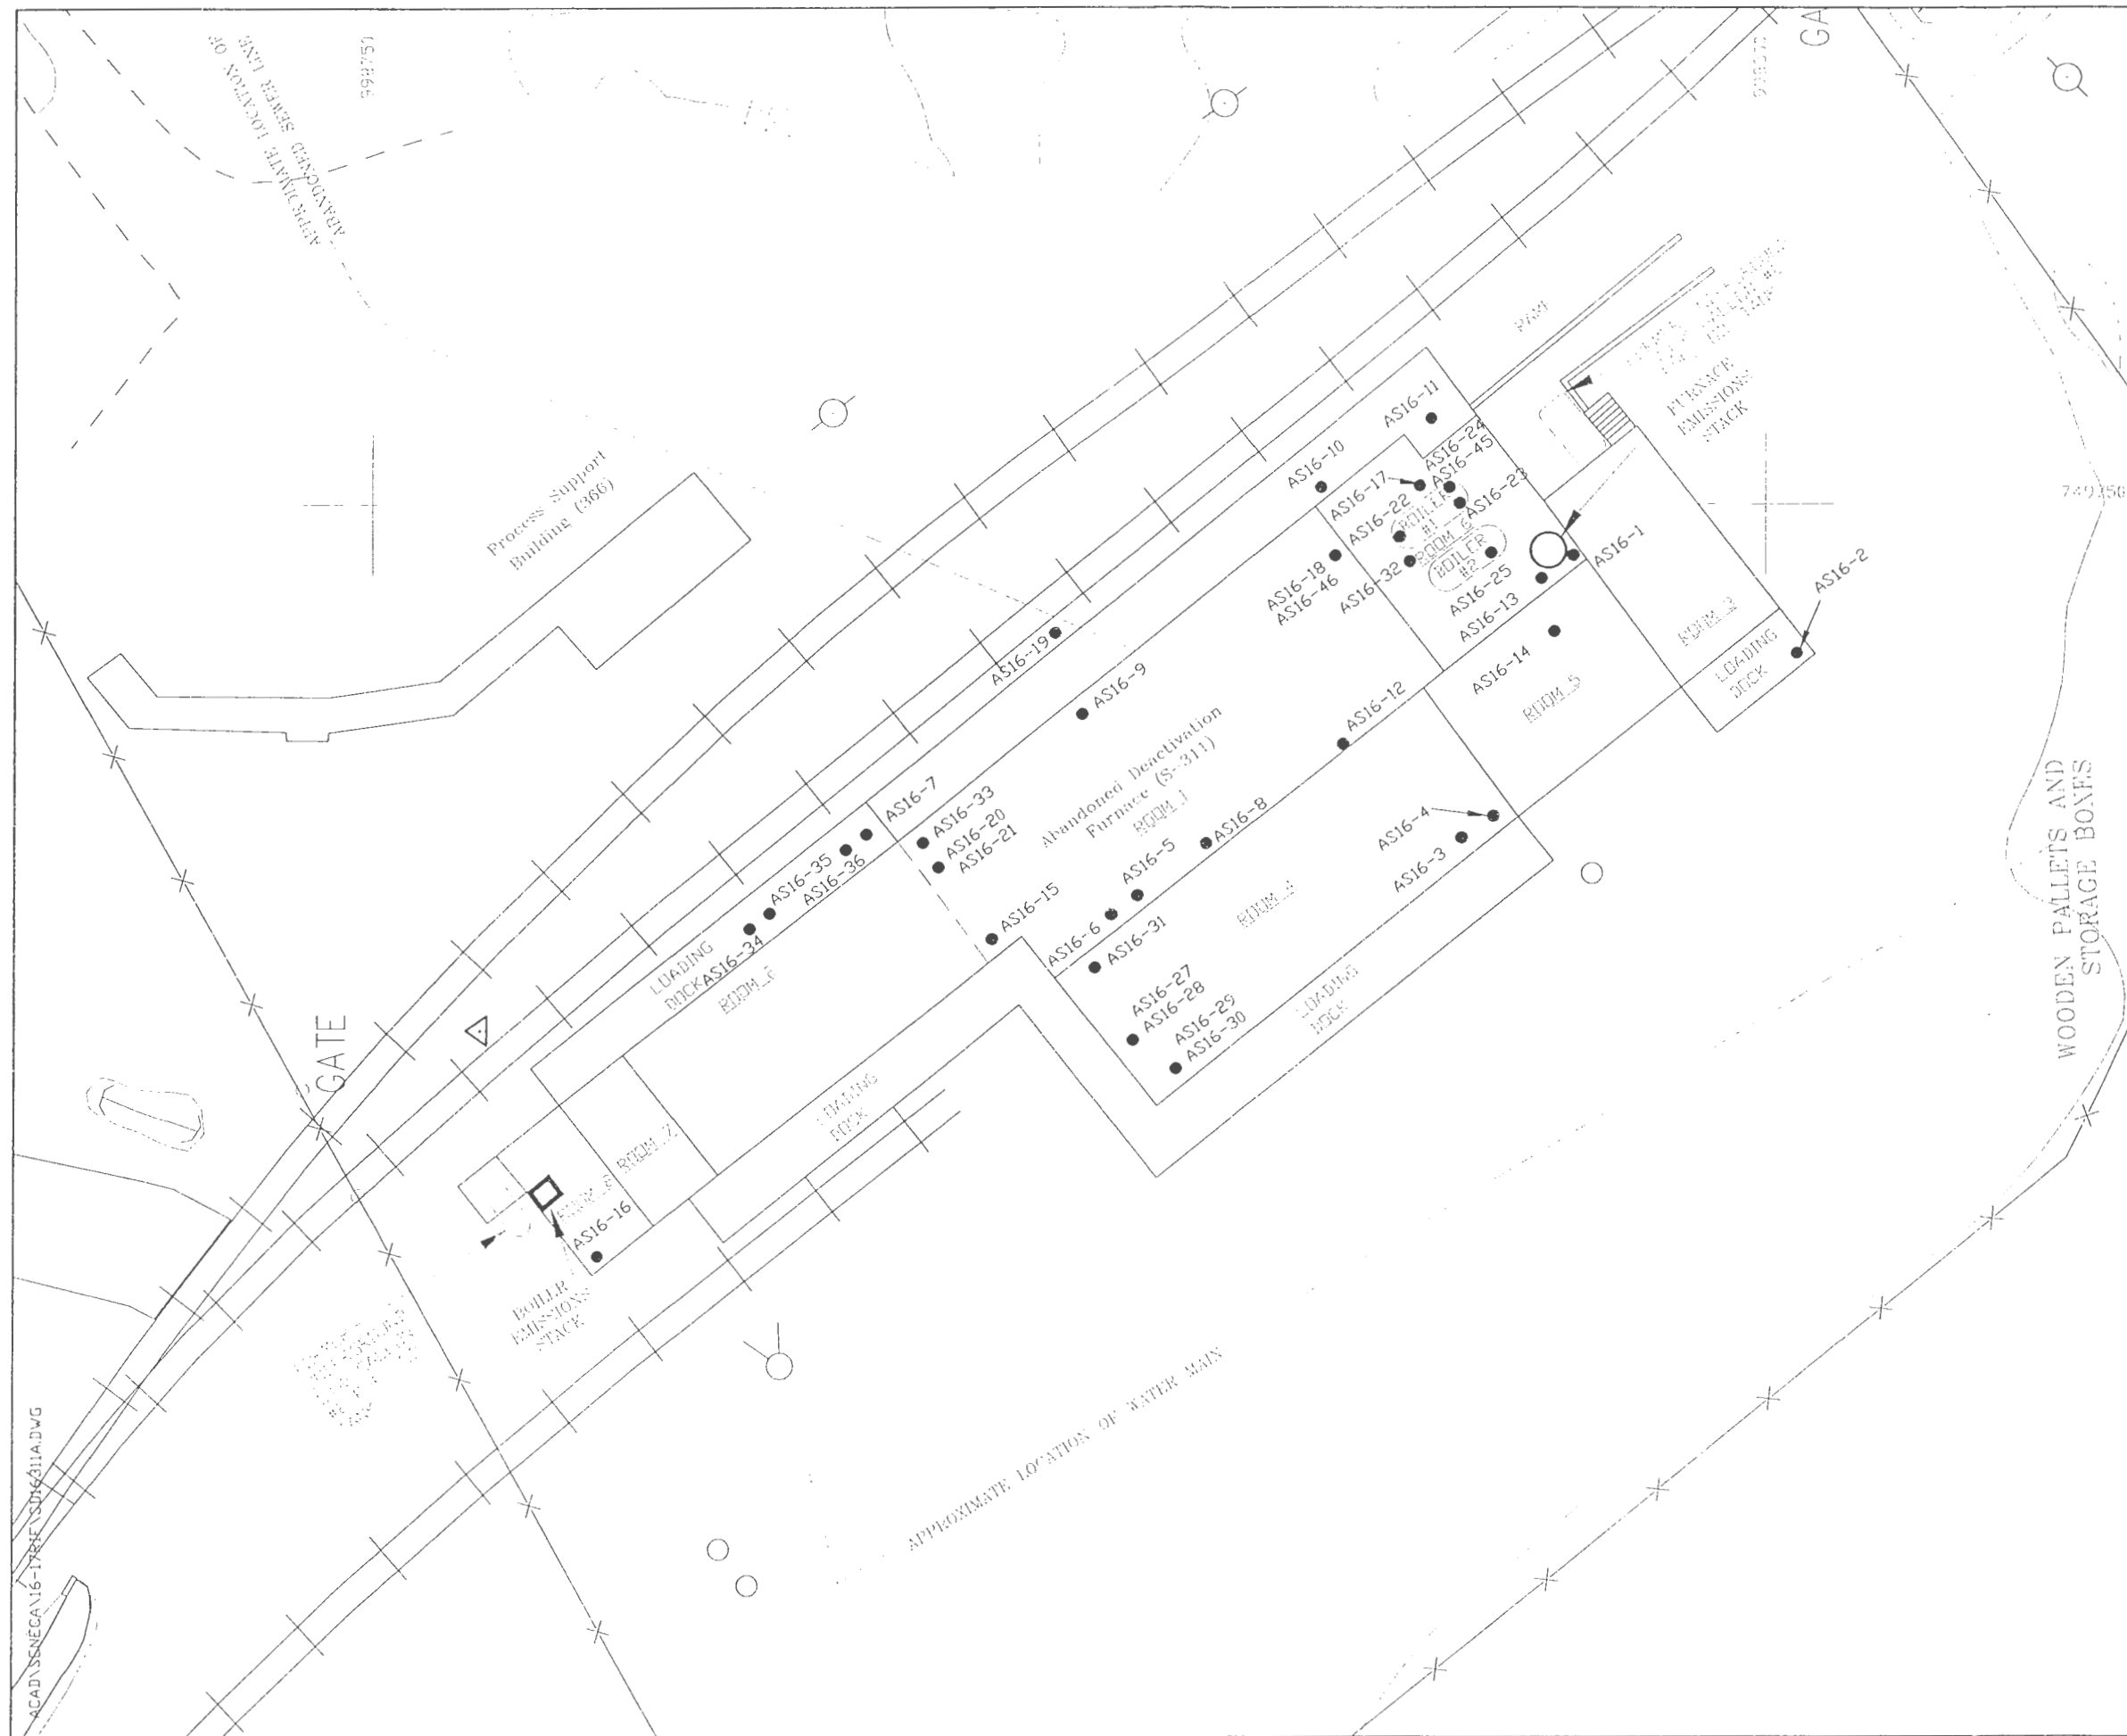 APPROXIMATE LOCATION OF
ABANDONED SEWER LINE
GA
Process Support
Building (366)
AS16-11
AS16-10
AS16-24
AS16-45
AS16-17
AS16-23
AS16-22
BOILER
#1
ROOM 6
BOILER
#2
AS16-18
AS16-46
AS16-32
AS16-25
AS16-13
AS16-1
AS16-2
FURNACE
EMISSIONS
STACK
LOADING
DOCK
AS16-14
ROOM 5
AS16-19
AS16-9
AS16-12
Abandoned Deactivation
Furnace (S-311)
ROOM 1
AS16-7
AS16-33
AS16-20
AS16-21
AS16-8
AS16-5
AS16-4
AS16-3
AS16-35
AS16-36
AS16-15
AS16-6
AS16-31
ROOM 4
LOADING
DOCK
AS16-34
AS16-27
AS16-28
AS16-29
AS16-30
LOADING
DOCK
LOADING
DOCK
ROOM 7
AS16-16
BOILER
EMISSIONS
STACK
GATE
WOODEN PALLETS AND
STORAGE BOXES
APPROXIMATE LOCATION OF WATER MAIN